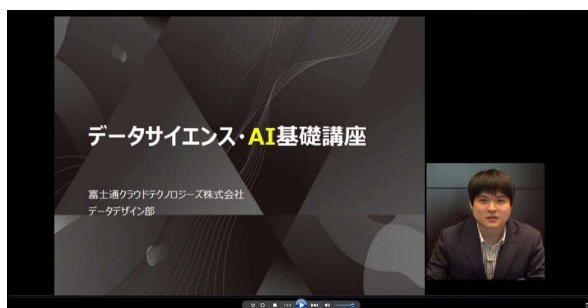 データサイエンス・AI基礎講座
富士通クラウドテクノロジーズ株式会社
データデザイン部